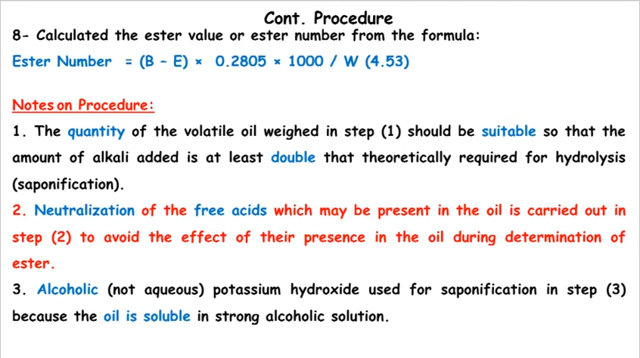 Cont. Procedure
8- Calculated the ester value or ester number from the formula:
Ester Number = (B - E) × 0.2805 × 1000 / W (4.53)
Notes on Procedure:
1. The quantity of the volatile oil weighed in step (1) should be suitable so that the
amount of alkali added is at least double that theoretically required for hydrolysis
(saponification).
2. Neutralization of the free acids which may be present in the oil is carried out in
step (2) to avoid the effect of their presence in the oil during determination of
ester.
3. Alcoholic (not aqueous) potassium hydroxide used for saponification in step (3)
because the oil is soluble in strong alcoholic solution.